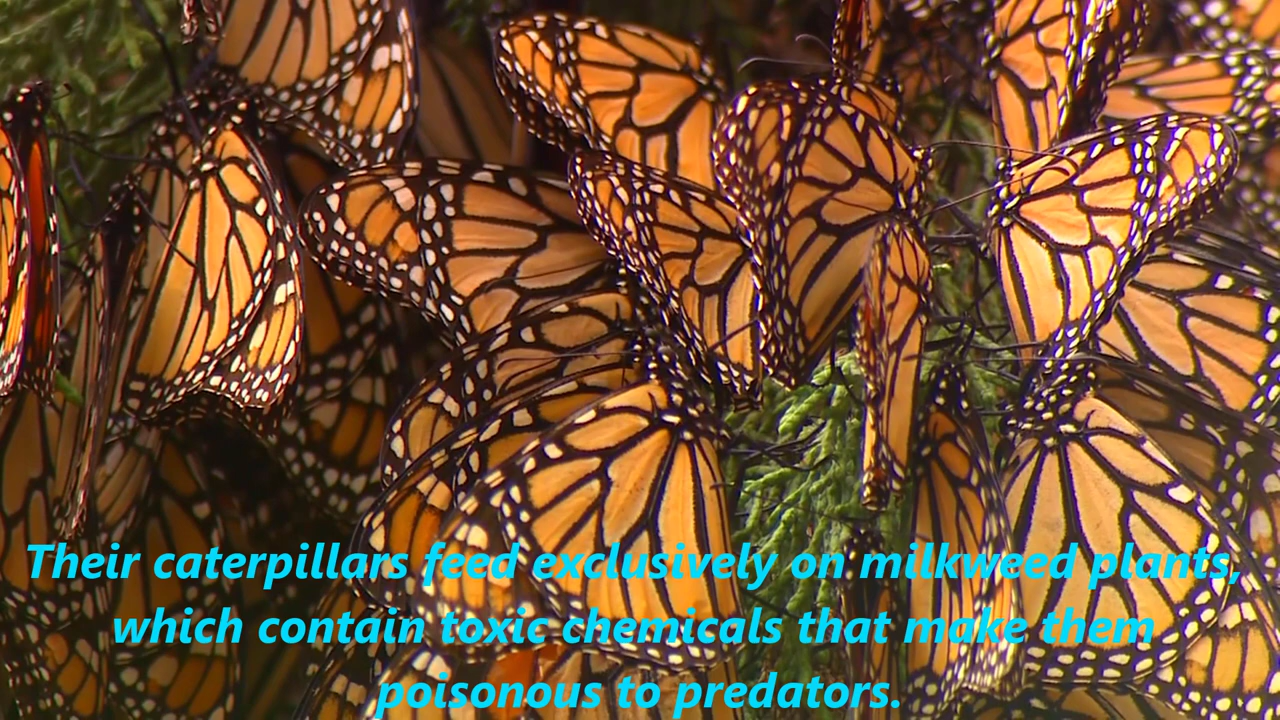 Their caterpillars feed exclusively on milkweed plants,
which contain toxic chemicals that make them
poisonous to predators.